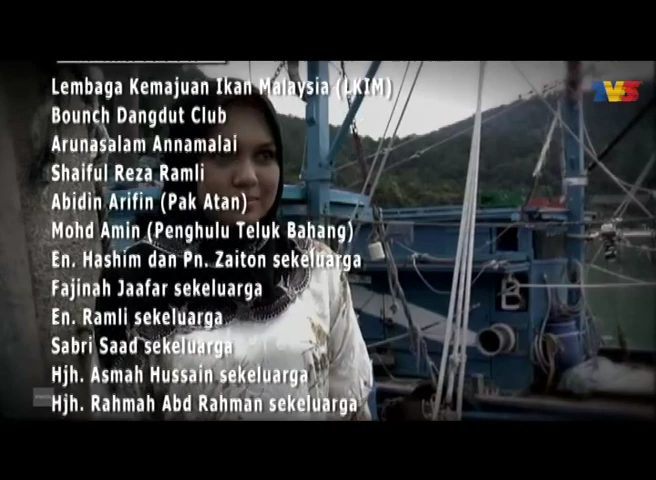 TV3
Lembaga Kemajuan Ikan Malaysia (LKIM)
Bounch Dangdut Club
Arunasalam Annamalai
Shaiful Reza Ramli
Abidin Arifin (Pak Atan)
Mohd Amin (Penghulu Teluk Bahang)
En. Hashim dan Pn. Zaiton sekeluarga
Fajinah Jaafar sekeluarga
En. Ramli sekeluarga
Sabri Saad sekeluarga
Hjh. Asmah Hussain sekeluarga
Hjh. Rahmah Abd Rahman sekeluarga